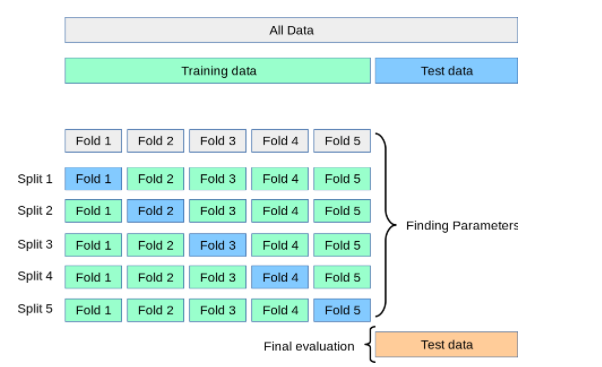 All Data
Training data Test data
Fold 1 Fold 2 Fold 3 Fold 4 Fold 5
Split 1 Fold 1 Fold 2 Fold 3 Fold 4 Fold 5
Split 2 Fold 1 Fold 2 Fold 3 Fold 4 Fold 5
Finding Parameters
Split 3 Fold 1 Fold 2 Fold 3 Fold 4 Fold 5
Split 4 Fold 1 Fold 2 Fold 3 Fold 4 Fold 5
Split 5 Fold 1 Fold 2 Fold 3 Fold 4 Fold 5
Final evaluation Test data